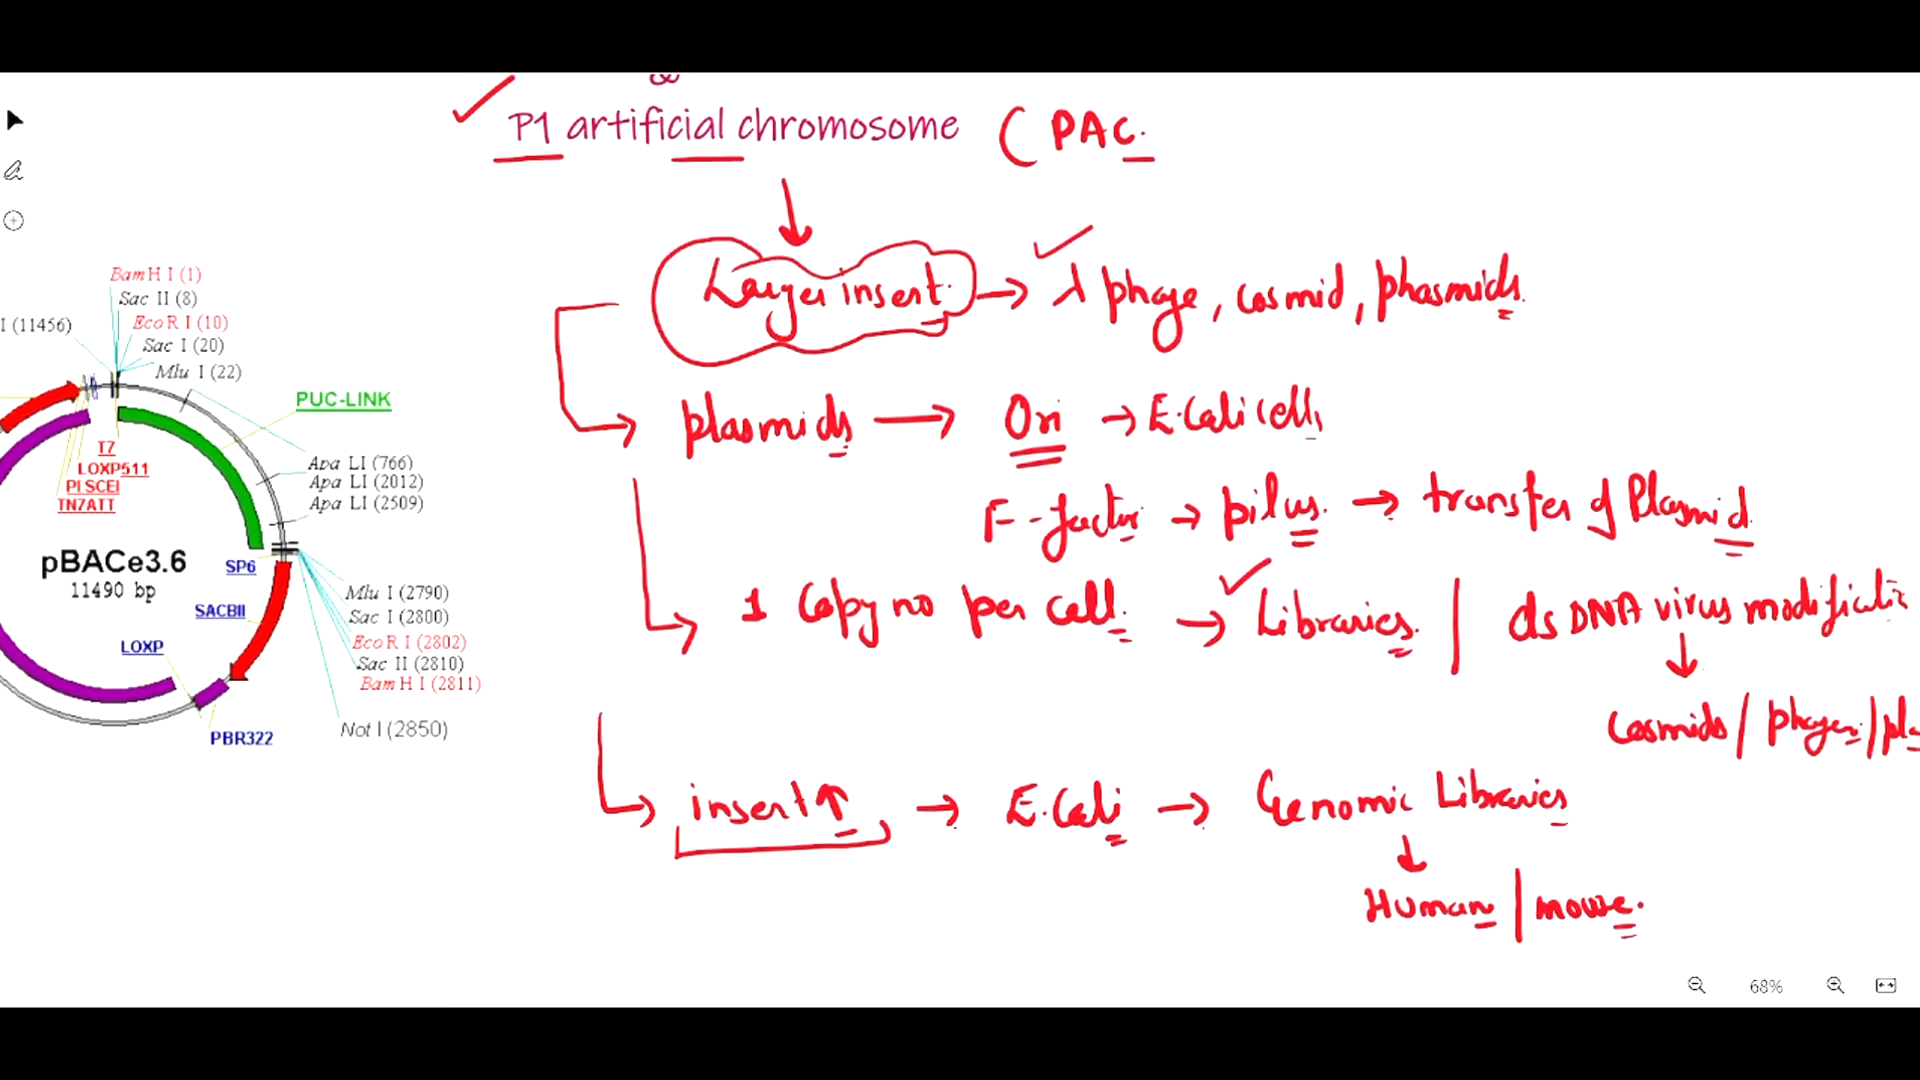 &
P1 artificial chromosome ( PAC.
Larger insert. → λ phage, cosmid, phasmids.
plasmids → Ori → E.Coli cells
F-factor → pilus. → transfer of Plasmid
1 Copy no per cell. → Libraries. | ds DNA virus modificatio
Cosmids / phages / pla
insert ↑ → E.Coli → Genomic Libraries
Human | mouse.
BamH I (1)
Sac II (8)
EcoR I (10)
I (11456)
Sac I (20)
Mlu I (22)
PUC-LINK
T7
LOXP511
PI SCEI
TN7ATT
Apa LI (766)
Apa LI (2012)
Apa LI (2509)
pBACe3.6
11490 bp
SP6
SACBII
LOXP
PBR322
Mlu I (2790)
Sac I (2800)
EcoR I (2802)
Sac II (2810)
BamH I (2811)
Not I (2850)
68%